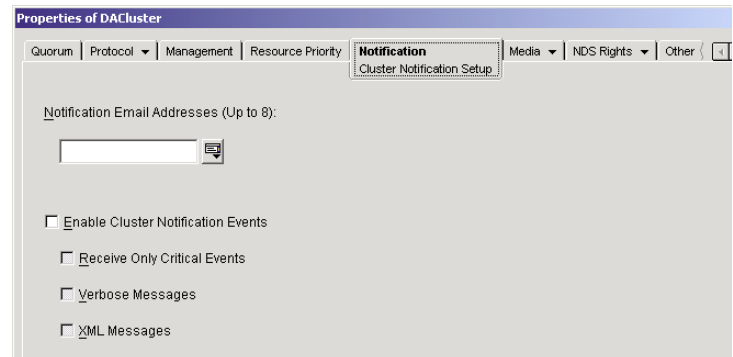 Properties of DACluster
Quorum Protocol Management Resource Priority Notification Media NDS Rights Other
Cluster Notification Setup
Notification Email Addresses (Up to 8):
Enable Cluster Notification Events
Receive Only Critical Events
Verbose Messages
XML Messages